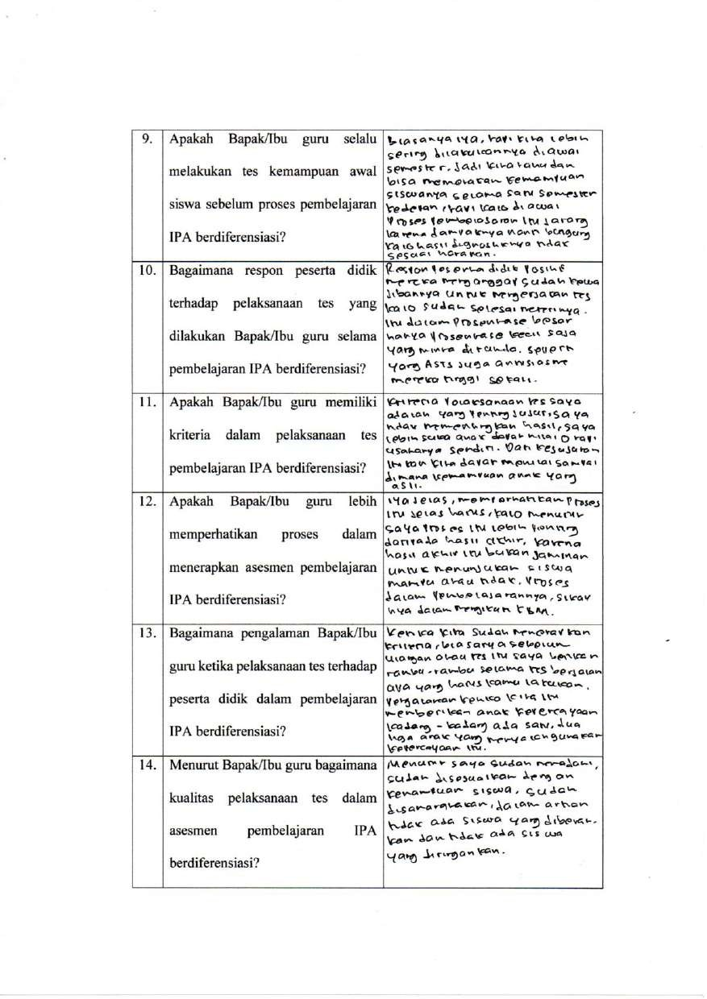 9. Apakah Bapak/Ibu guru selalu
melakukan tes kemampuan awal
siswa sebelum proses pembelajaran
IPA berdiferensiasi?
Biasanya iya, tapi kita lebih
sering dilakukannya diawal
semester. Jadi kita tahu dan
bisa memetakan kemampuan
siswanya selama satu semester
kedepan, tapi kalo diawal
proses pembelajaran itu jarang
karena dampaknya nanti bingung
kalo hasil diagnostiknya ndak
sesuai harapan.
10. Bagaimana respon peserta didik
terhadap pelaksanaan tes yang
dilakukan Bapak/Ibu guru selama
pembelajaran IPA berdiferensiasi?
Respon peserta didik positif
mereka menganggap sudah kewa
jibannya untuk mengerjakan tes
kalo sudah selesai materinya.
Itu dalam prosentase besar
hanya prosentase kecil saja
yang minta ditunda. seperti
yang ASTS juga antusiasme
mereka tinggi sekali.
11. Apakah Bapak/Ibu guru memiliki
kriteria dalam pelaksanaan tes
pembelajaran IPA berdiferensiasi?
Kriteria pelaksanaan tes saya
adalah yang penting jujur, saya
ndak mementingkan hasil, saya
lebih suka anak dapat nilai 0 tapi
usahanya sendiri. Dari kejujuran
itu kan kita dapat menilai sampai
dimana kemampuan anak yang
asli.
12. Apakah Bapak/Ibu guru lebih
memperhatikan proses dalam
menerapkan asesmen pembelajaran
IPA berdiferensiasi?
Iya jelas, memperhatikan proses
itu jelas harus, kalo menurut
saya proses itu lebih penting
daripada hasil akhir, karena
hasil akhir itu bukan jaminan
untuk menunjukan siswa
mampu atau ndak. Proses
dalam pembelajarannya, sikap
nya dalam mengikuti KBM.
13. Bagaimana pengalaman Bapak/Ibu
guru ketika pelaksanaan tes terhadap
peserta didik dalam pembelajaran
IPA berdiferensiasi?
Ketika kita sudah menerapkan
kriteria, biasanya sebelum
ulangan atau tes itu saya berikan
rambu-rambu selama tes berjalan
apa yang harus kamu lakukan.
Pengalaman ketika kita itu
memberikan anak kepercayaan
kadang-kadang ada satu, dua
tiga anak yang menyalahgunakan
kepercayaan itu.
14. Menurut Bapak/Ibu guru bagaimana
kualitas pelaksanaan tes dalam
asesmen pembelajaran IPA
berdiferensiasi?
Menurut saya sudah memadahi,
sudah disesuaikan dengan
kemampuan siswa, sudah
disamaratakan, dalam artian
tidak ada siswa yang diberat-
kan dan tidak ada siswa
yang diringankan.